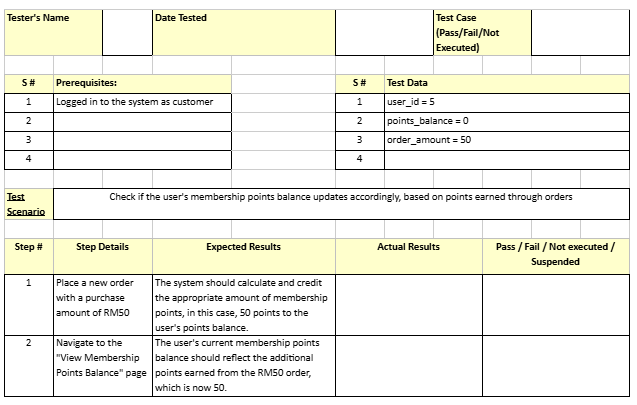 Tester's Name Date Tested Test Case
(Pass/Fail/Not
Executed)
S # Prerequisites: S # Test Data
1 Logged in to the system as customer 1 user_id = 5
2 2 points_balance = 0
3 3 order_amount = 50
4 4
Test
Scenario
Check if the user's membership points balance updates accordingly, based on points earned through orders
Step # Step Details Expected Results Actual Results Pass / Fail / Not executed /
Suspended
1 Place a new order
with a purchase
amount of RM50
The system should calculate and credit
the appropriate amount of membership
points, in this case, 50 points to the
user's points balance.
2 Navigate to the
"View Membership
Points Balance" page
The user's current membership points
balance should reflect the additional
points earned from the RM50 order,
which is now 50.